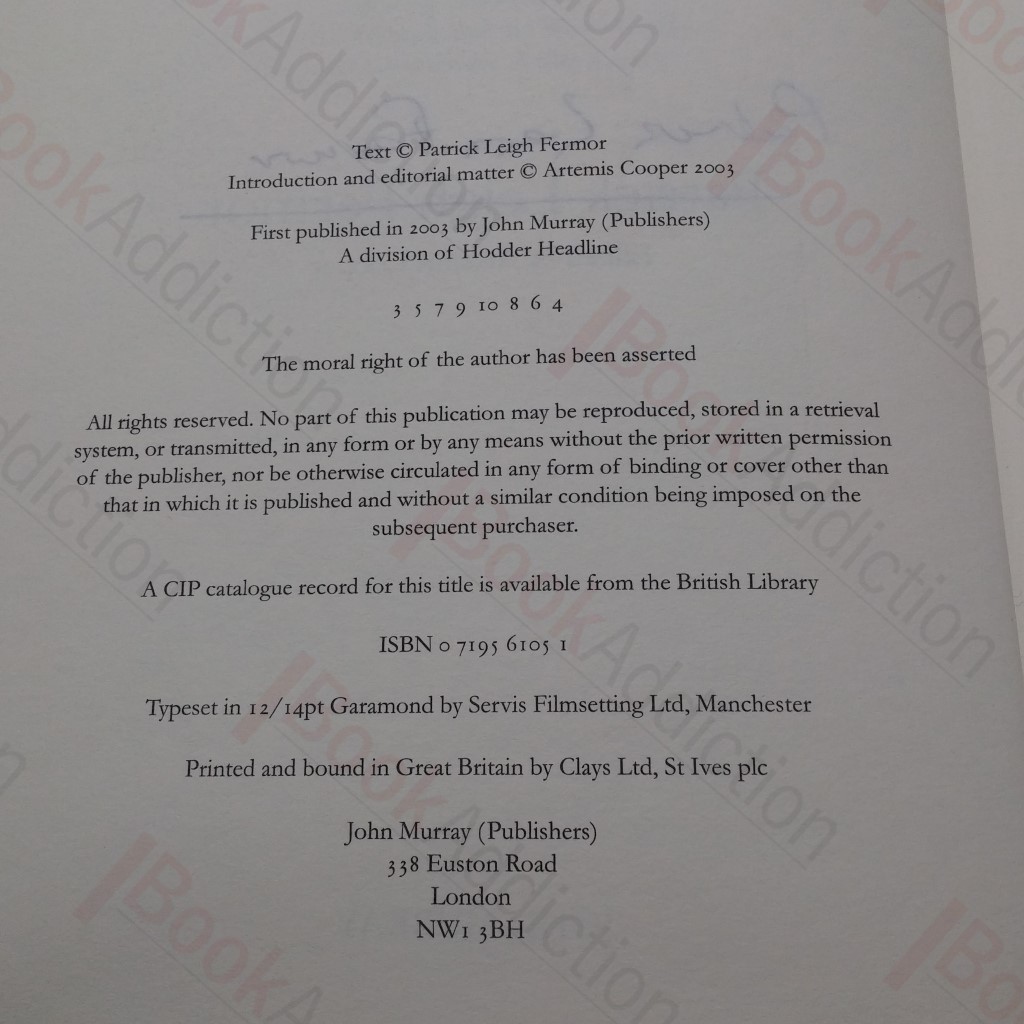 Text © Patrick Leigh Fermor
Introduction and editorial matter © Artemis Cooper 2003
First published in 2003 by John Murray (Publishers)
A division of Hodder Headline
3 5 7 9 10 8 6 4
The moral right of the author has been asserted
All rights reserved. No part of this publication may be reproduced, stored in a retrieval
system, or transmitted, in any form or by any means without the prior written permission
of the publisher, nor be otherwise circulated in any form of binding or cover other than
that in which it is published and without a similar condition being imposed on the
subsequent purchaser.
A CIP catalogue record for this title is available from the British Library
ISBN 0 7195 6105 1
Typeset in 12/14pt Garamond by Servis Filmsetting Ltd, Manchester
Printed and bound in Great Britain by Clays Ltd, St Ives plc
John Murray (Publishers)
338 Euston Road
London
NW1 3BH
BookAddiction
BookAddiction
BookAddiction
BookAddiction
BookAddiction
BookAddiction